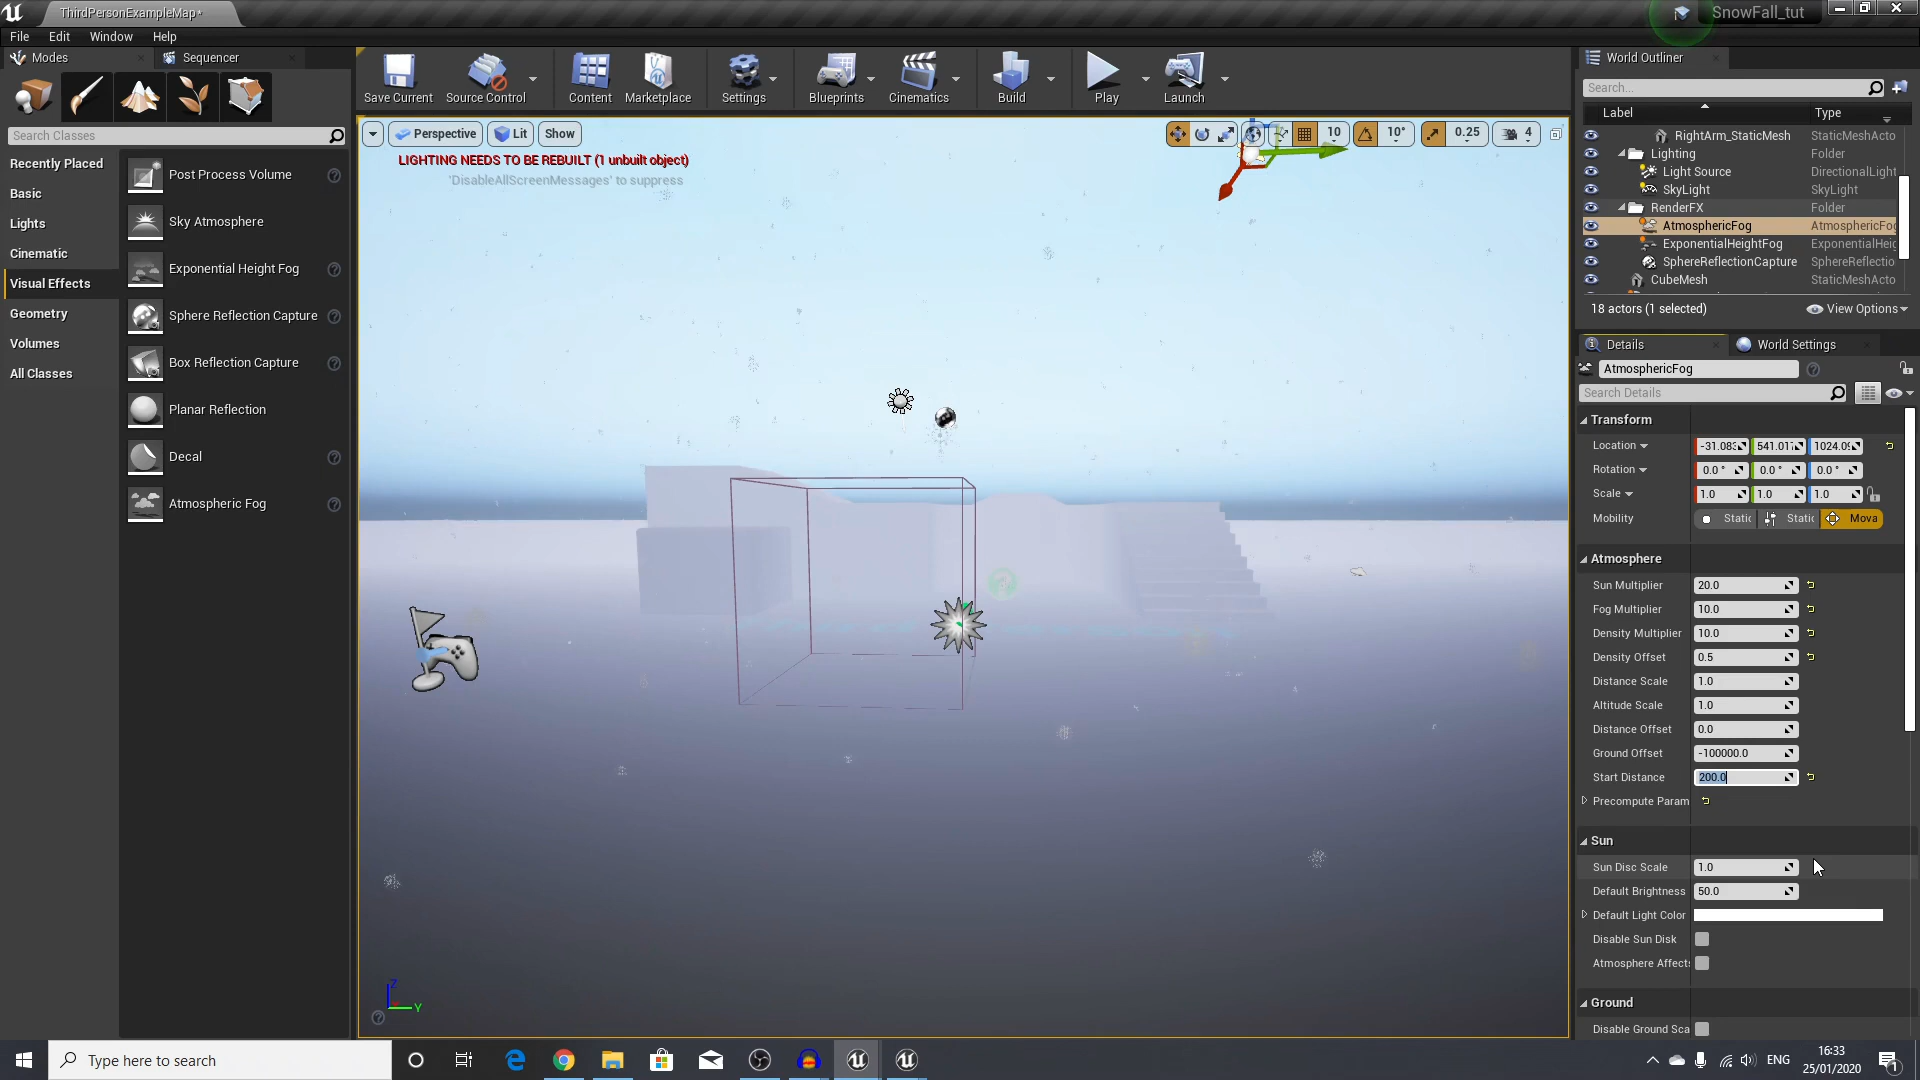 ThirdPersonExampleMap*
SnowFall_tut
File
Edit
Window
Help
Modes
Sequencer
Search Classes
Recently Placed
Basic
Lights
Cinematic
Visual Effects
Geometry
Volumes
All Classes
Post Process Volume
Sky Atmosphere
Exponential Height Fog
Sphere Reflection Capture
Box Reflection Capture
Planar Reflection
Decal
Atmospheric Fog
Save Current
Source Control
Content
Marketplace
Settings
Blueprints
Cinematics
Build
Play
Launch
Perspective
Lit
Show
10
10°
0.25
4
LIGHTING NEEDS TO BE REBUILT (1 unbuilt object)
'DisableAllScreenMessages' to suppress
Z
Y
World Outliner
Search...
Label
Type
RightArm_StaticMesh StaticMeshActo
Lighting Folder
Light Source DirectionalLight
SkyLight SkyLight
RenderFX Folder
AtmosphericFog AtmosphericFog
ExponentialHeightFog ExponentialHeig
SphereReflectionCapture SphereReflectio
CubeMesh StaticMeshActo
18 actors (1 selected)
View Options
Details
World Settings
AtmosphericFog
Search Details
Transform
Location -31.083 541.017 1024.09
Rotation 0.0 ° 0.0 ° 0.0 °
Scale 1.0 1.0 1.0
Mobility Static Static Mova
Atmosphere
Sun Multiplier 20.0
Fog Multiplier 10.0
Density Multiplier 10.0
Density Offset 0.5
Distance Scale 1.0
Altitude Scale 1.0
Distance Offset 0.0
Ground Offset -100000.0
Start Distance 200.0
Precompute Param
Sun
Sun Disc Scale 1.0
Default Brightness 50.0
Default Light Color
Disable Sun Disk
Atmosphere Affects
Ground
Disable Ground Sca
Type here to search
ENG
16:33
25/01/2020
1